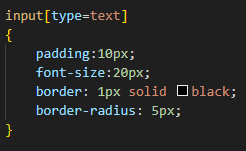 input[type=text]
{
padding:10px;
font-size:20px;
border: 1px solid black;
border-radius: 5px;
}